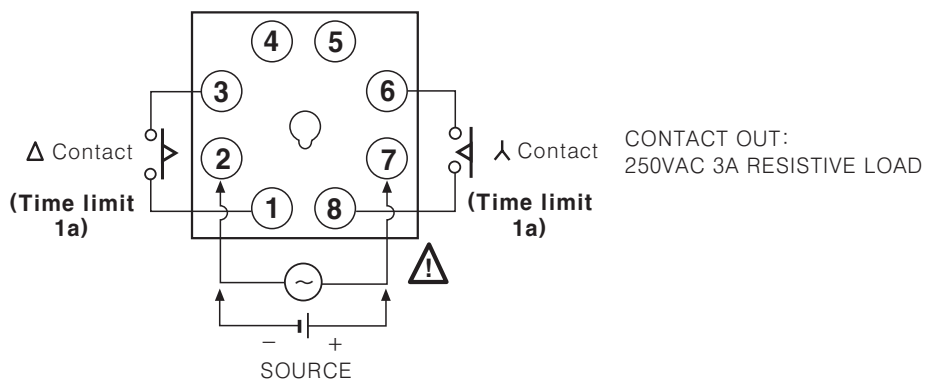 4 5
3 6
2 7
1 8
Δ Contact
(Time limit
1a)
⅄ Contact
(Time limit
1a)
CONTACT OUT:
250VAC 3A RESISTIVE LOAD
!
~
− +
SOURCE